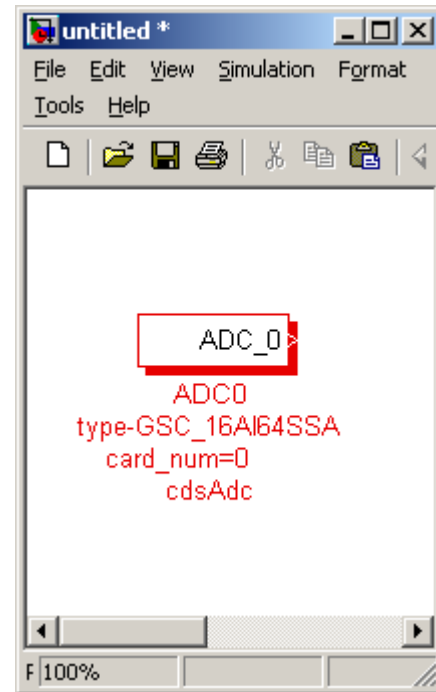 untitled *
File Edit View Simulation Format
Tools Help
ADC_0
ADC0
type-GSC_16AI64SSA
card_num=0
cdsAdc
F 100%